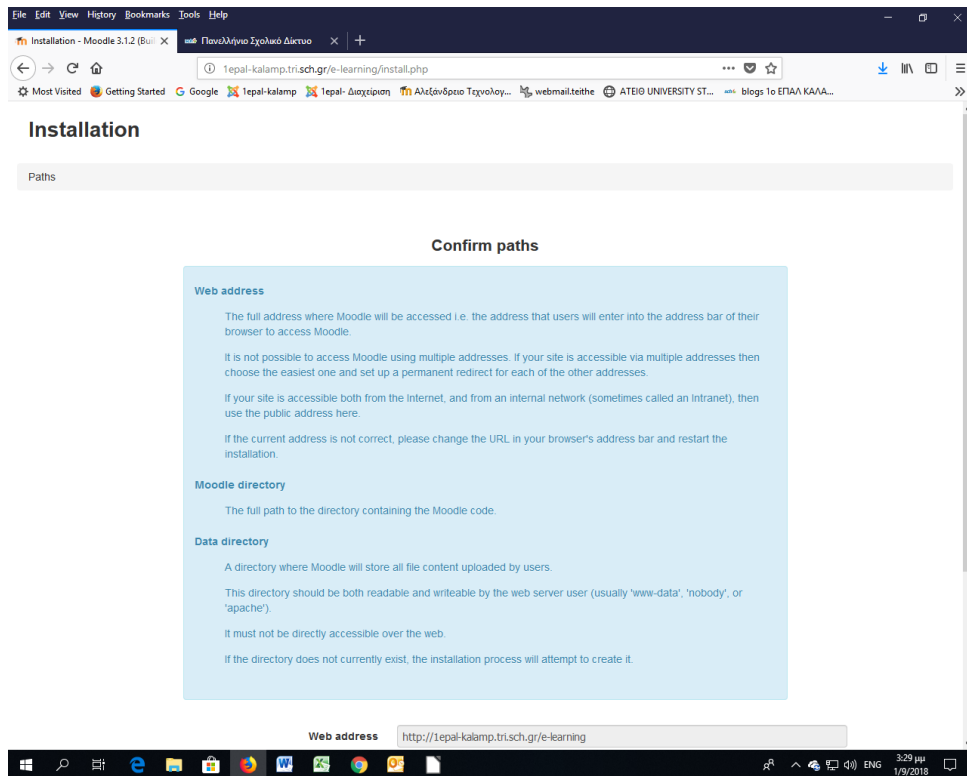 File Edit View History Bookmarks Tools Help
Installation - Moodle 3.1.2 (Buil
Πανελλήνιο Σχολικό Δίκτυο
1epal-kalamp.tri.sch.gr/e-learning/install.php
Most Visited Getting Started Google 1epal-kalamp 1epal- Διαχείριση Αλεξάνδρειο Τεχνολογ... webmail.teithe ΑΤΕΙΘ UNIVERSITY ST... blogs 1ο ΕΠΑΛ ΚΑΛΑ...
Installation
Paths
Confirm paths
Web address
The full address where Moodle will be accessed i.e. the address that users will enter into the address bar of their
browser to access Moodle.
It is not possible to access Moodle using multiple addresses. If your site is accessible via multiple addresses then
choose the easiest one and set up a permanent redirect for each of the other addresses.
If your site is accessible both from the Internet, and from an internal network (sometimes called an Intranet), then
use the public address here.
If the current address is not correct, please change the URL in your browser's address bar and restart the
installation.
Moodle directory
The full path to the directory containing the Moodle code.
Data directory
A directory where Moodle will store all file content uploaded by users.
This directory should be both readable and writeable by the web server user (usually 'www-data', 'nobody', or
'apache').
It must not be directly accessible over the web.
If the directory does not currently exist, the installation process will attempt to create it.
Web address http://1epal-kalamp.tri.sch.gr/e-learning
ENG
3:29 μμ
1/9/2018